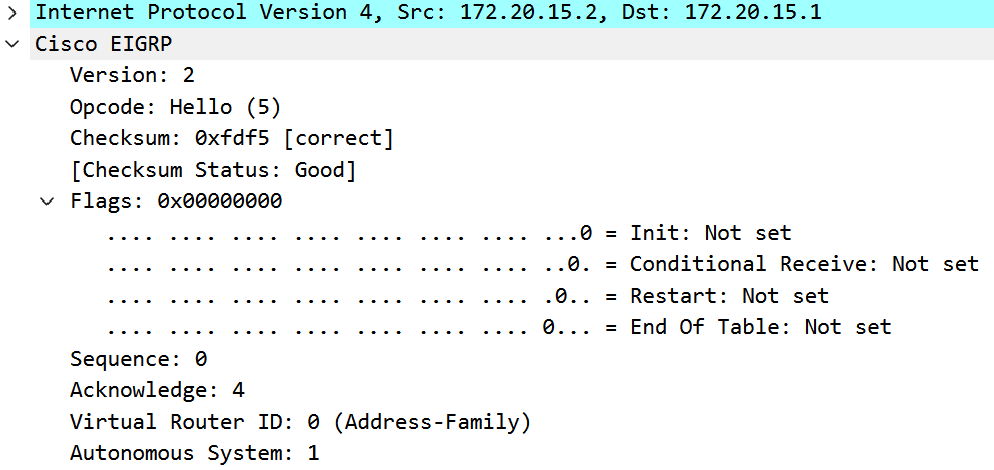 Internet Protocol Version 4, Src: 172.20.15.2, Dst: 172.20.15.1
Cisco EIGRP
Version: 2
Opcode: Hello (5)
Checksum: 0xfdf5 [correct]
[Checksum Status: Good]
Flags: 0x00000000
.... .... .... .... .... .... .... ...0 = Init: Not set
.... .... .... .... .... .... .... ..0. = Conditional Receive: Not set
.... .... .... .... .... .... .... .0.. = Restart: Not set
.... .... .... .... .... .... .... 0... = End Of Table: Not set
Sequence: 0
Acknowledge: 4
Virtual Router ID: 0 (Address-Family)
Autonomous System: 1